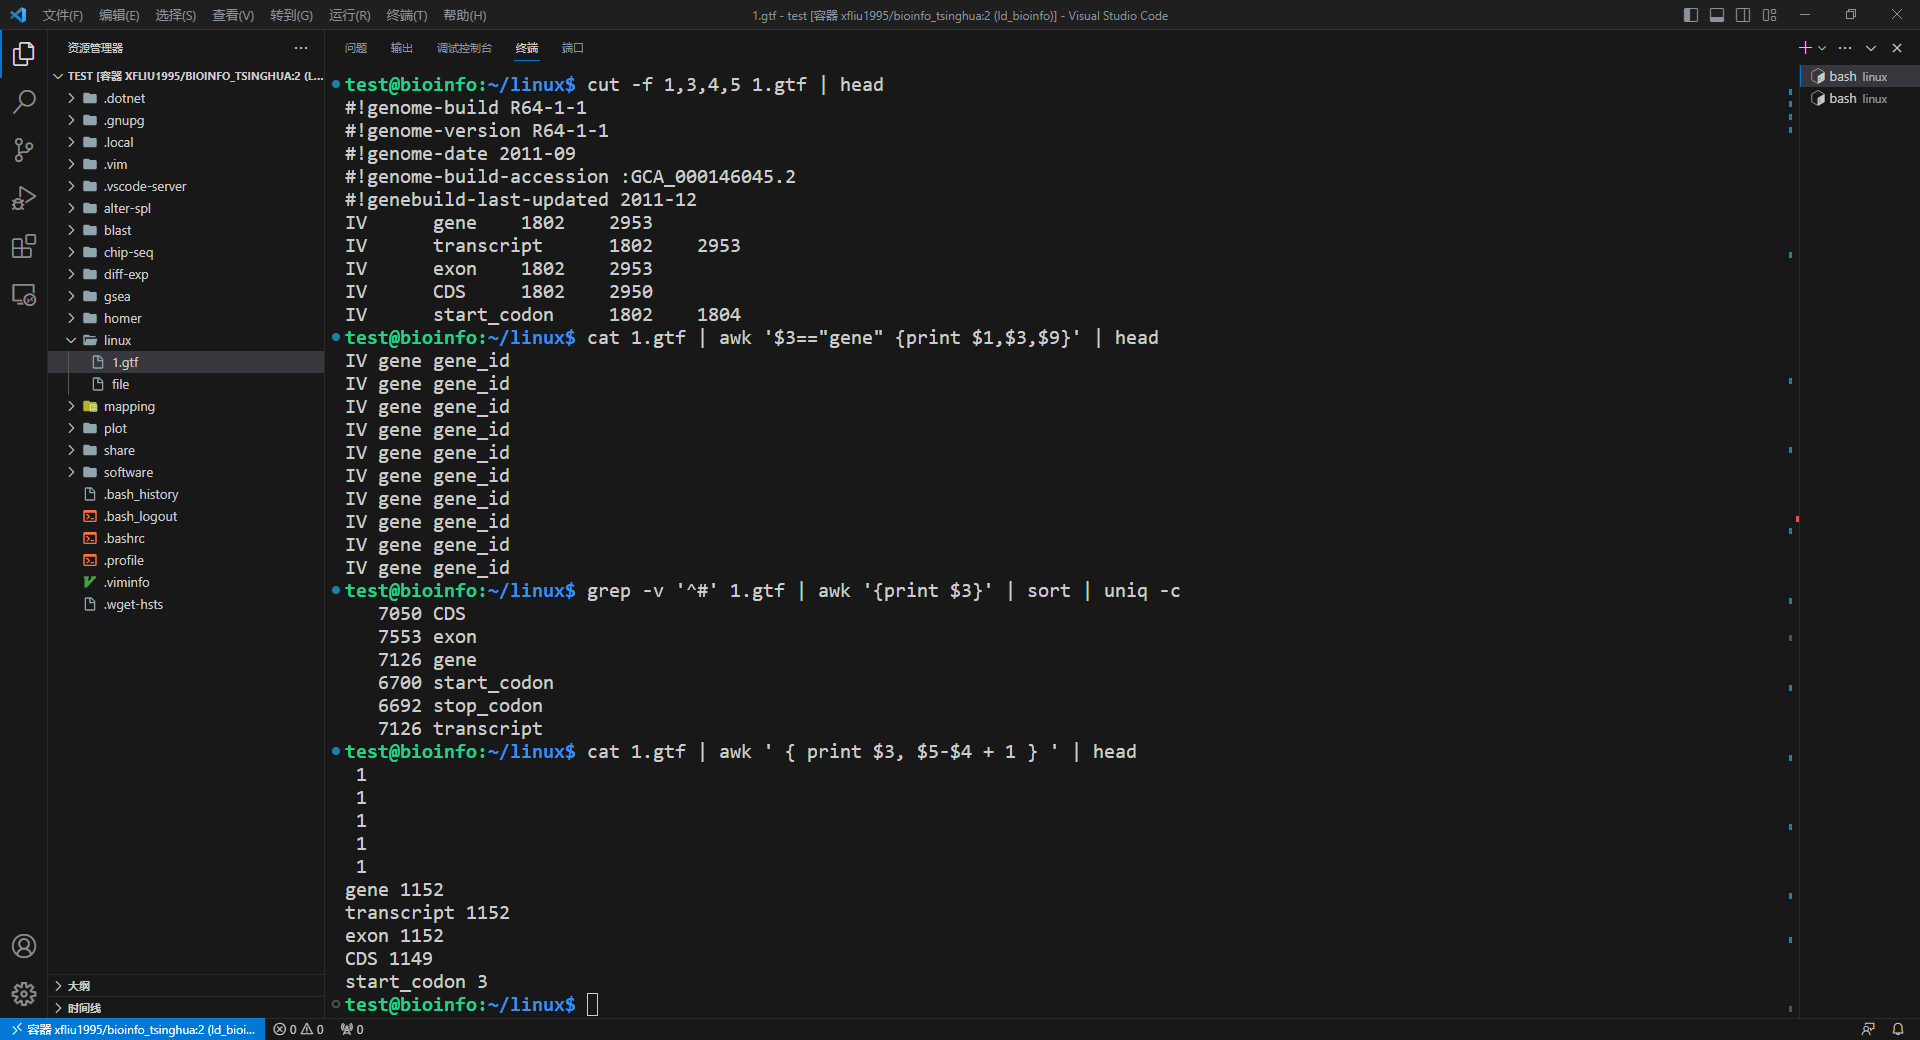 文件(F) 编辑(E) 选择(S) 查看(V) 转到(G) 运行(R) 终端(T) 帮助(H)
1.gtf - test [容器 xfliu1995/bioinfo_tsinghua:2 (ld_bioinfo)] - Visual Studio Code
资源管理器
TEST [容器 XFLIU1995/BIOINFO_TSINGHUA:2 (L...
.dotnet
.gnupg
.local
.vim
.vscode-server
alter-spl
blast
chip-seq
diff-exp
gsea
homer
linux
1.gtf
file
mapping
plot
share
software
.bash_history
.bash_logout
.bashrc
.profile
.viminfo
.wget-hsts
大纲
时间线
问题 输出 调试控制台 终端 端口
test@bioinfo:~/linux$ cut -f 1,3,4,5 1.gtf | head
#!genome-build R64-1-1
#!genome-version R64-1-1
#!genome-date 2011-09
#!genome-build-accession :GCA_000146045.2
#!genebuild-last-updated 2011-12
IV gene 1802 2953
IV transcript 1802 2953
IV exon 1802 2953
IV CDS 1802 2950
IV start_codon 1802 1804
test@bioinfo:~/linux$ cat 1.gtf | awk '$3=="gene" {print $1,$3,$9}' | head
IV gene gene_id
IV gene gene_id
IV gene gene_id
IV gene gene_id
IV gene gene_id
IV gene gene_id
IV gene gene_id
IV gene gene_id
IV gene gene_id
IV gene gene_id
test@bioinfo:~/linux$ grep -v '^#' 1.gtf | awk '{print $3}' | sort | uniq -c
7050 CDS
7553 exon
7126 gene
6700 start_codon
6692 stop_codon
7126 transcript
test@bioinfo:~/linux$ cat 1.gtf | awk ' { print $3, $5-$4 + 1 } ' | head
1
1
1
1
1
gene 1152
transcript 1152
exon 1152
CDS 1149
start_codon 3
test@bioinfo:~/linux$
bash linux
bash linux
容器 xfliu1995/bioinfo_tsinghua:2 (ld_bioi... 0 0 0